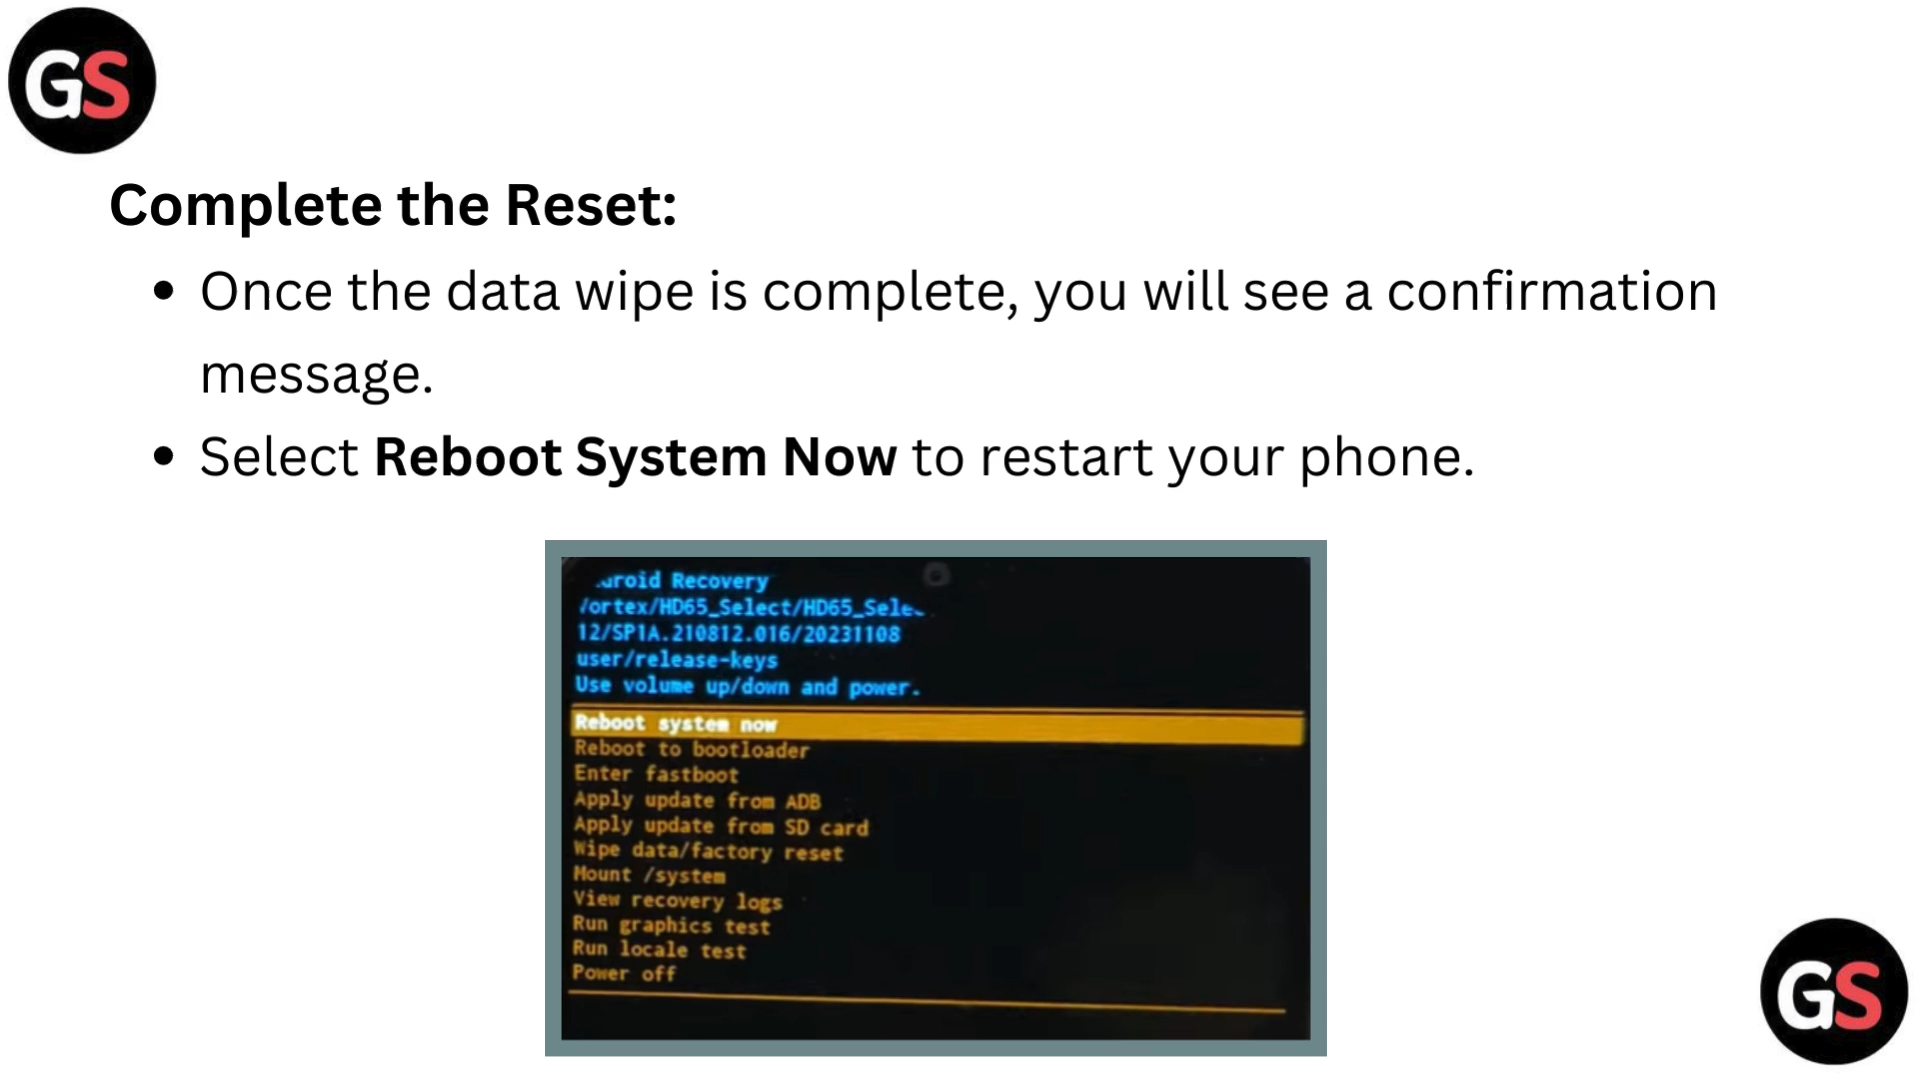 GS
Complete the Reset:
• Once the data wipe is complete, you will see a confirmation
message.
• Select Reboot System Now to restart your phone.
Recovery
/HD65_Select/
12/SP1A.210812.016/20231108
user/release-keys
Use volume up/down and power.
Reboot system now
Reboot to bootloader
Enter fastboot
Apply update from ADB
Apply update from SD card
Wipe data/factory reset
Mount /system
View recovery logs
Run graphics test
Run locale test
Power off
GS